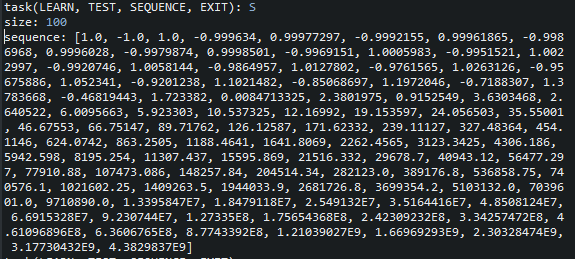 task(LEARN, TEST, SEQUENCE, EXIT): S
size: 100
sequence: [1.0, -1.0, 1.0, -0.999634, 0.99977297, -0.9992155, 0.99961865, -0.998
6968, 0.9996028, -0.9979874, 0.9998501, -0.9969151, 1.0005983, -0.9951521, 1.002
2997, -0.9920746, 1.0058144, -0.9864957, 1.0127802, -0.9761565, 1.0263126, -0.95
675886, 1.052341, -0.9201238, 1.1021482, -0.85068697, 1.1972046, -0.7188307, 1.3
783668, -0.46819443, 1.723382, 0.0084713325, 2.3801975, 0.9152549, 3.6303468, 2.
640522, 6.0095663, 5.923303, 10.537325, 12.16992, 19.153597, 24.056503, 35.55001
, 46.67553, 66.75147, 89.71762, 126.12587, 171.62332, 239.11127, 327.48364, 454.
1146, 624.0742, 863.2505, 1188.4641, 1641.8069, 2262.4565, 3123.3425, 4306.186,
5942.598, 8195.254, 11307.437, 15595.869, 21516.332, 29678.7, 40943.12, 56477.29
7, 77910.88, 107473.086, 148257.84, 204514.34, 282123.0, 389176.8, 536858.75, 74
0576.1, 1021602.25, 1409263.5, 1944033.9, 2681726.8, 3699354.2, 5103132.0, 70396
01.0, 9710890.0, 1.3395847E7, 1.8479118E7, 2.549132E7, 3.5164416E7, 4.8508124E7,
 6.6915328E7, 9.230744E7, 1.27335E8, 1.75654368E8, 2.42309232E8, 3.34257472E8, 4
.61096896E8, 6.3606765E8, 8.7743392E8, 1.21039027E9, 1.66969293E9, 2.30328474E9,
 3.17730432E9, 4.3829837E9]